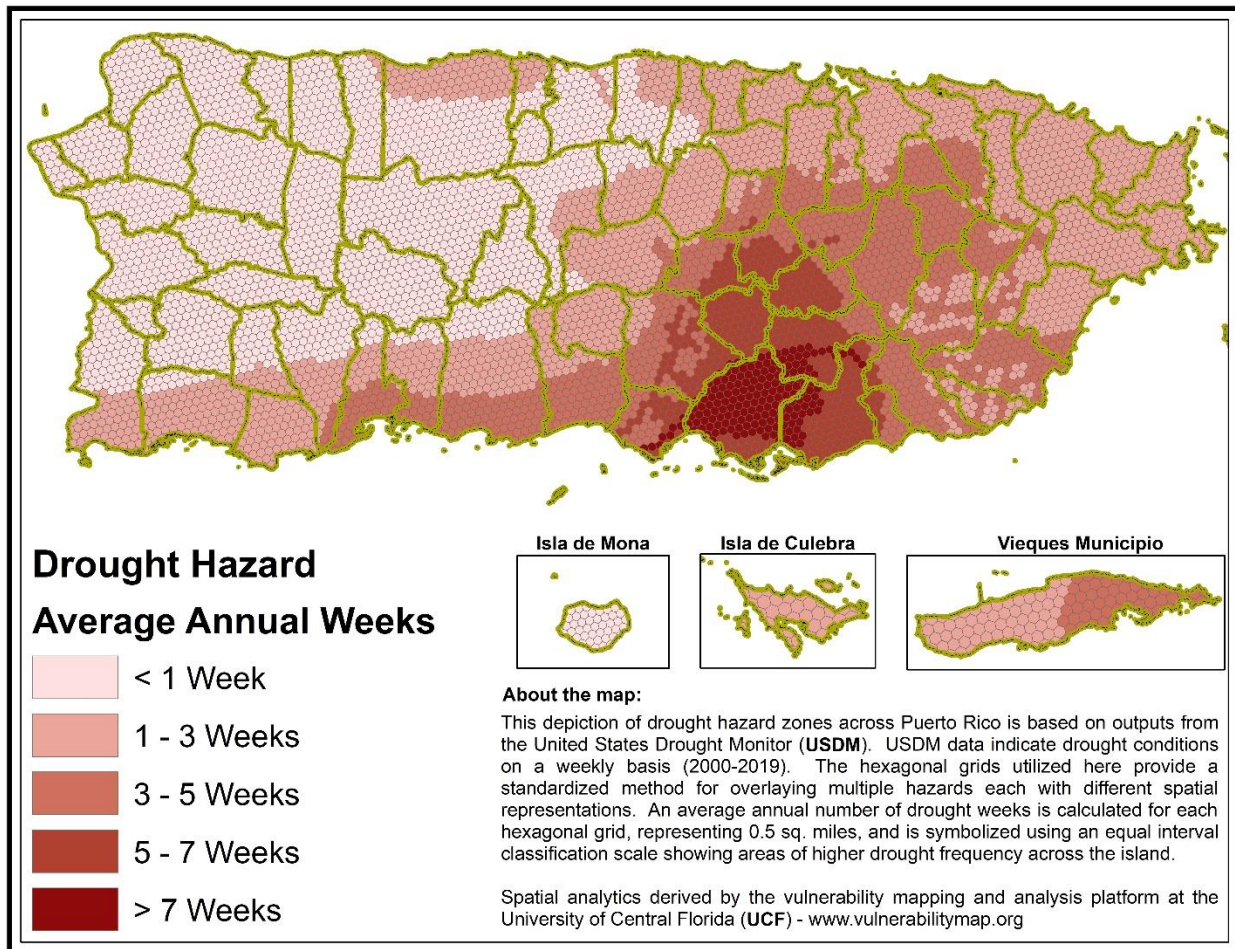 Isla de Mona
Isla de Culebra
Vieques Municipio
Drought Hazard
Average Annual Weeks
< 1 Week
1 - 3 Weeks
3 - 5 Weeks
5 - 7 Weeks
> 7 Weeks
About the map:
This depiction of drought hazard zones across Puerto Rico is based on outputs from
the United States Drought Monitor (USDM). USDM data indicate drought conditions
on a weekly basis (2000-2019). The hexagonal grids utilized here provide a
standardized method for overlaying multiple hazards each with different spatial
representations. An average annual number of drought weeks is calculated for each
hexagonal grid, representing 0.5 sq. miles, and is symbolized using an equal interval
classification scale showing areas of higher drought frequency across the island.
Spatial analytics derived by the vulnerability mapping and analysis platform at the
University of Central Florida (UCF) - www.vulnerabilitymap.org